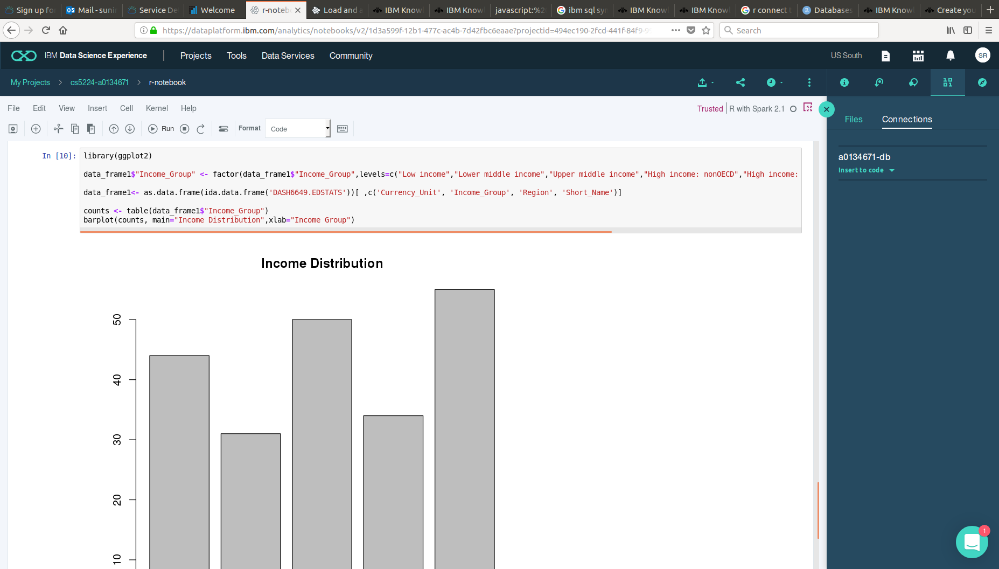 Sign up fo
Mail - suni
Service De
Welcome
r-noteb
Load and a
IBM Knowl
IBM Knowl
javascript:%2
ibm sql syn
IBM Knowl
IBM Knowl
r connect t
Databases
IBM Knowl
Create you
https://dataplatform.ibm.com/analytics/notebooks/v2/1d3a599f-12b1-477c-ac4b-7d42fbc6eaae?projectid=494ec190-2fcd-441f-84f9-9
Search
IBM Data Science Experience
Projects
Tools
Data Services
Community
US South
SR
My Projects > cs5224-a0134671 > r-notebook
File
Edit
View
Insert
Cell
Kernel
Help
Trusted
R with Spark 2.1
Files
Connections
Run
Format
Code
In [10]:
library(ggplot2)
data_frame1$"Income_Group" <- factor(data_frame1$"Income_Group",levels=c("Low income","Lower middle income","Upper middle income","High income: nonOECD","High income:
data_frame1<- as.data.frame(ida.data.frame('DASH6649.EDSTATS'))[ ,c('Currency_Unit', 'Income_Group', 'Region', 'Short_Name')]
counts <- table(data_frame1$"Income_Group")
barplot(counts, main="Income Distribution",xlab="Income Group")
a0134671-db
Insert to code
Income Distribution
50
40
30
20
10
1